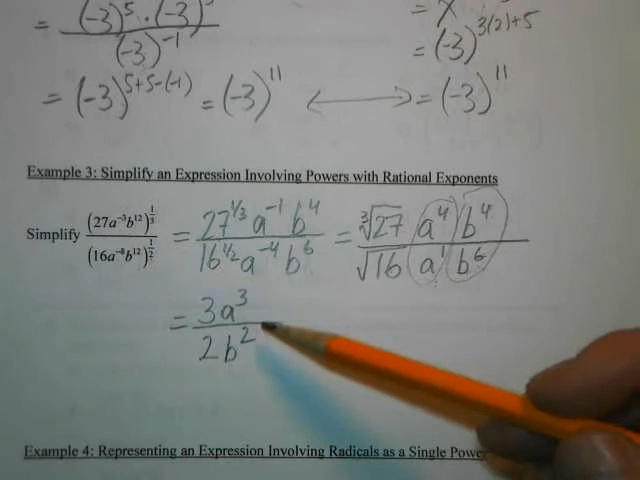 = (-3)^5 · (-3)^5 / (-3)^{-1}
= (-3)^{5+5-(-1)} = (-3)^{11} ⟷ = (-3)^{11}
= x
= (-3)^{3(2)+5}
Example 3: Simplify an Expression Involving Powers with Rational Exponents
Simplify (27a^{-3}b^{12})^{1/3} / (16a^{-8}b^{12})^{1/2} = 27^{1/3} a^{-1} b^4 / 16^{1/2} a^{-4} b^6 = ∛27 a^4 b^4 / √16 a^1 b^6
= 3a^3 / 2b^2
Example 4: Representing an Expression Involving Radicals as a Single Power